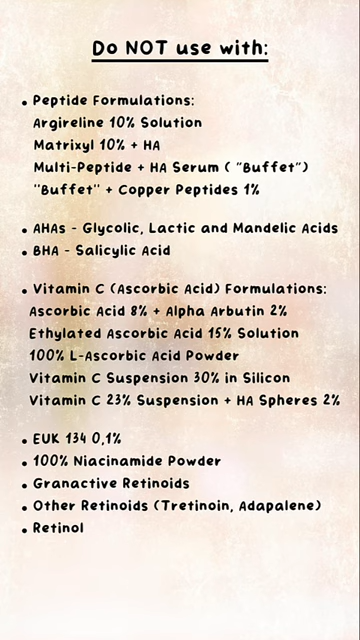 Do NOT use with:
• Peptide Formulations:
Argireline 10% Solution
Matrixyl 10% + HA
Multi-Peptide + HA Serum ( "Buffet")
"Buffet" + Copper Peptides 1%
• AHAs - Glycolic, Lactic and Mandelic Acids
• BHA - Salicylic Acid
• Vitamin C (Ascorbic Acid) Formulations:
Ascorbic Acid 8% + Alpha Arbutin 2%
Ethylated Ascorbic Acid 15% Solution
100% L-Ascorbic Acid Powder
Vitamin C Suspension 30% in Silicon
Vitamin C 23% Suspension + HA Spheres 2%
• EUK 134 0,1%
• 100% Niacinamide Powder
• Granactive Retinoids
• Other Retinoids (Tretinoin, Adapalene)
• Retinol